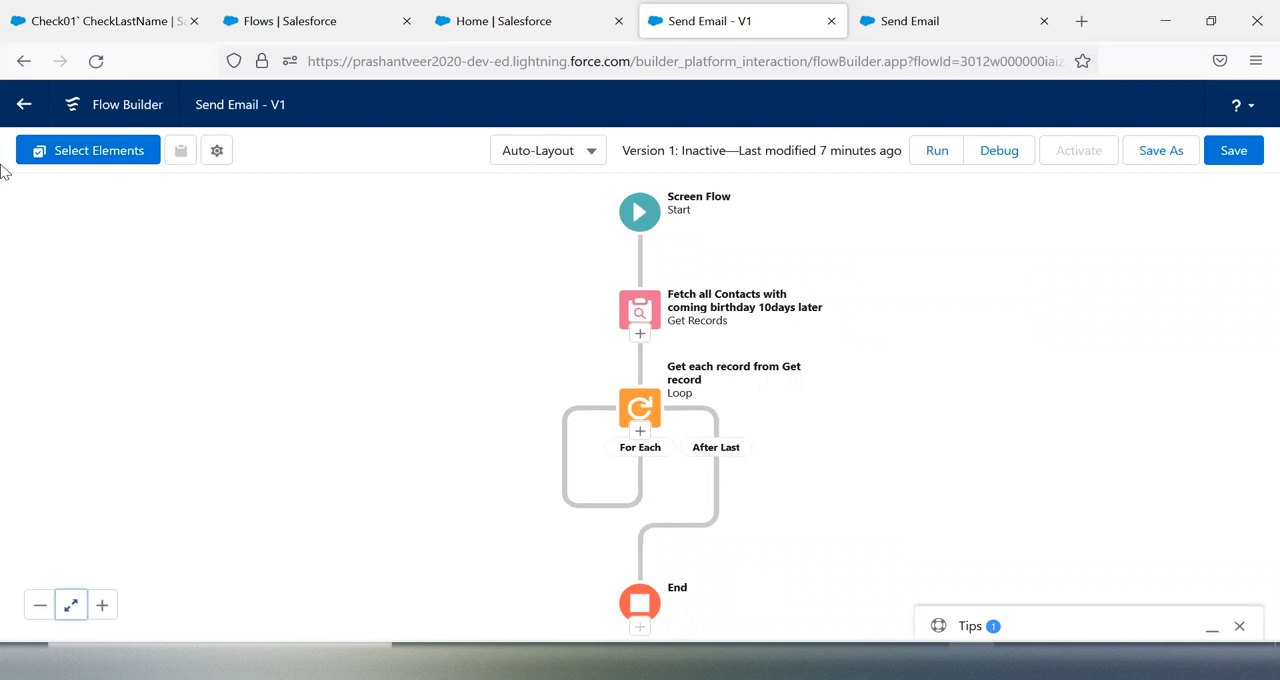 Check01` CheckLastName | Sa
Flows | Salesforce
Home | Salesforce
Send Email - V1
Send Email
https://prashantveer2020-dev-ed.lightning.force.com/builder_platform_interaction/flowBuilder.app?flowId=3012w000000iaiz
Flow Builder
Send Email - V1
?
Select Elements
Auto-Layout
Version 1: Inactive—Last modified 7 minutes ago
Run
Debug
Activate
Save As
Save
Screen Flow
Start
Fetch all Contacts with
coming birthday 10days later
Get Records
Get each record from Get
record
Loop
For Each
After Last
End
Tips 1